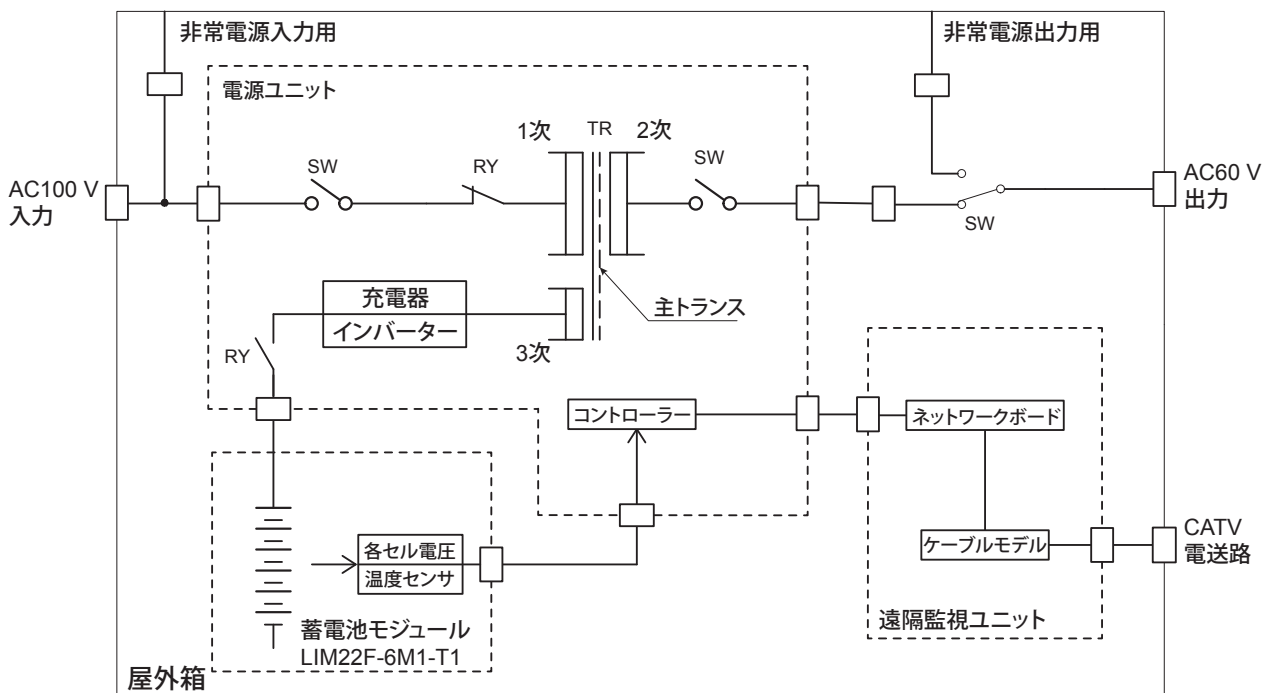 非常電源入力用
非常電源出力用
電源ユニット
1次
TR
2次
SW
RY
SW
AC100 V
入力
AC60 V
出力
SW
充電器
インバーター
主トランス
3次
RY
コントローラー
ネットワークボード
各セル電圧
温度センサ
ケーブルモデル
CATV
電送路
蓄電池モジュール
LIM22F-6M1-T1
遠隔監視ユニット
屋外箱